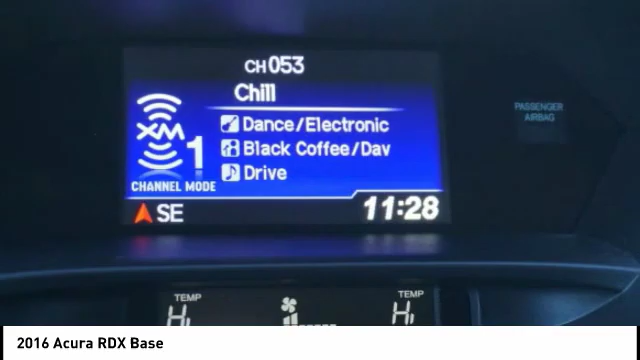 CH 053
Chill
XM 1
Dance/Electronic
Black Coffee/Dav
Drive
CHANNEL MODE
SE
11:28
PASSENGER
AIRBAG
TEMP
Hi
TEMP
Hi
2016 Acura RDX Base